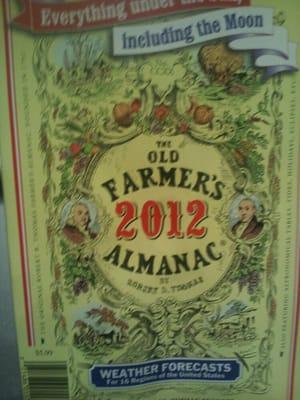 Everything under the Sun,
including the Moon
THE
OLD
FARMER'S
2012
ALMANAC
BY
ROBERT B. THOMAS
WEATHER FORECASTS
For 16 Regions of the United States
$5.99